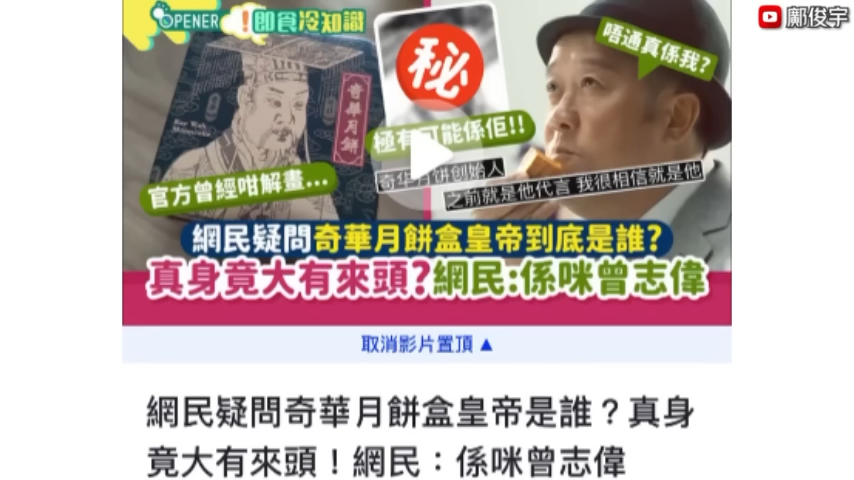 OPENER ！即食冷知識
鄺俊宇
秘
唔通真係我？
奇華月餅
Kee Wah
Mooncake
極有可能係佢!!
官方曾經咁解畫...
奇华月饼创始人
之前就是他代言 我很相信就是他
網民疑問奇華月餅盒皇帝到底是誰?
真身竟大有來頭?網民:係咪曾志偉
取消影片置頂 ▲
網民疑問奇華月餅盒皇帝是誰？真身
竟大有來頭！網民：係咪曾志偉